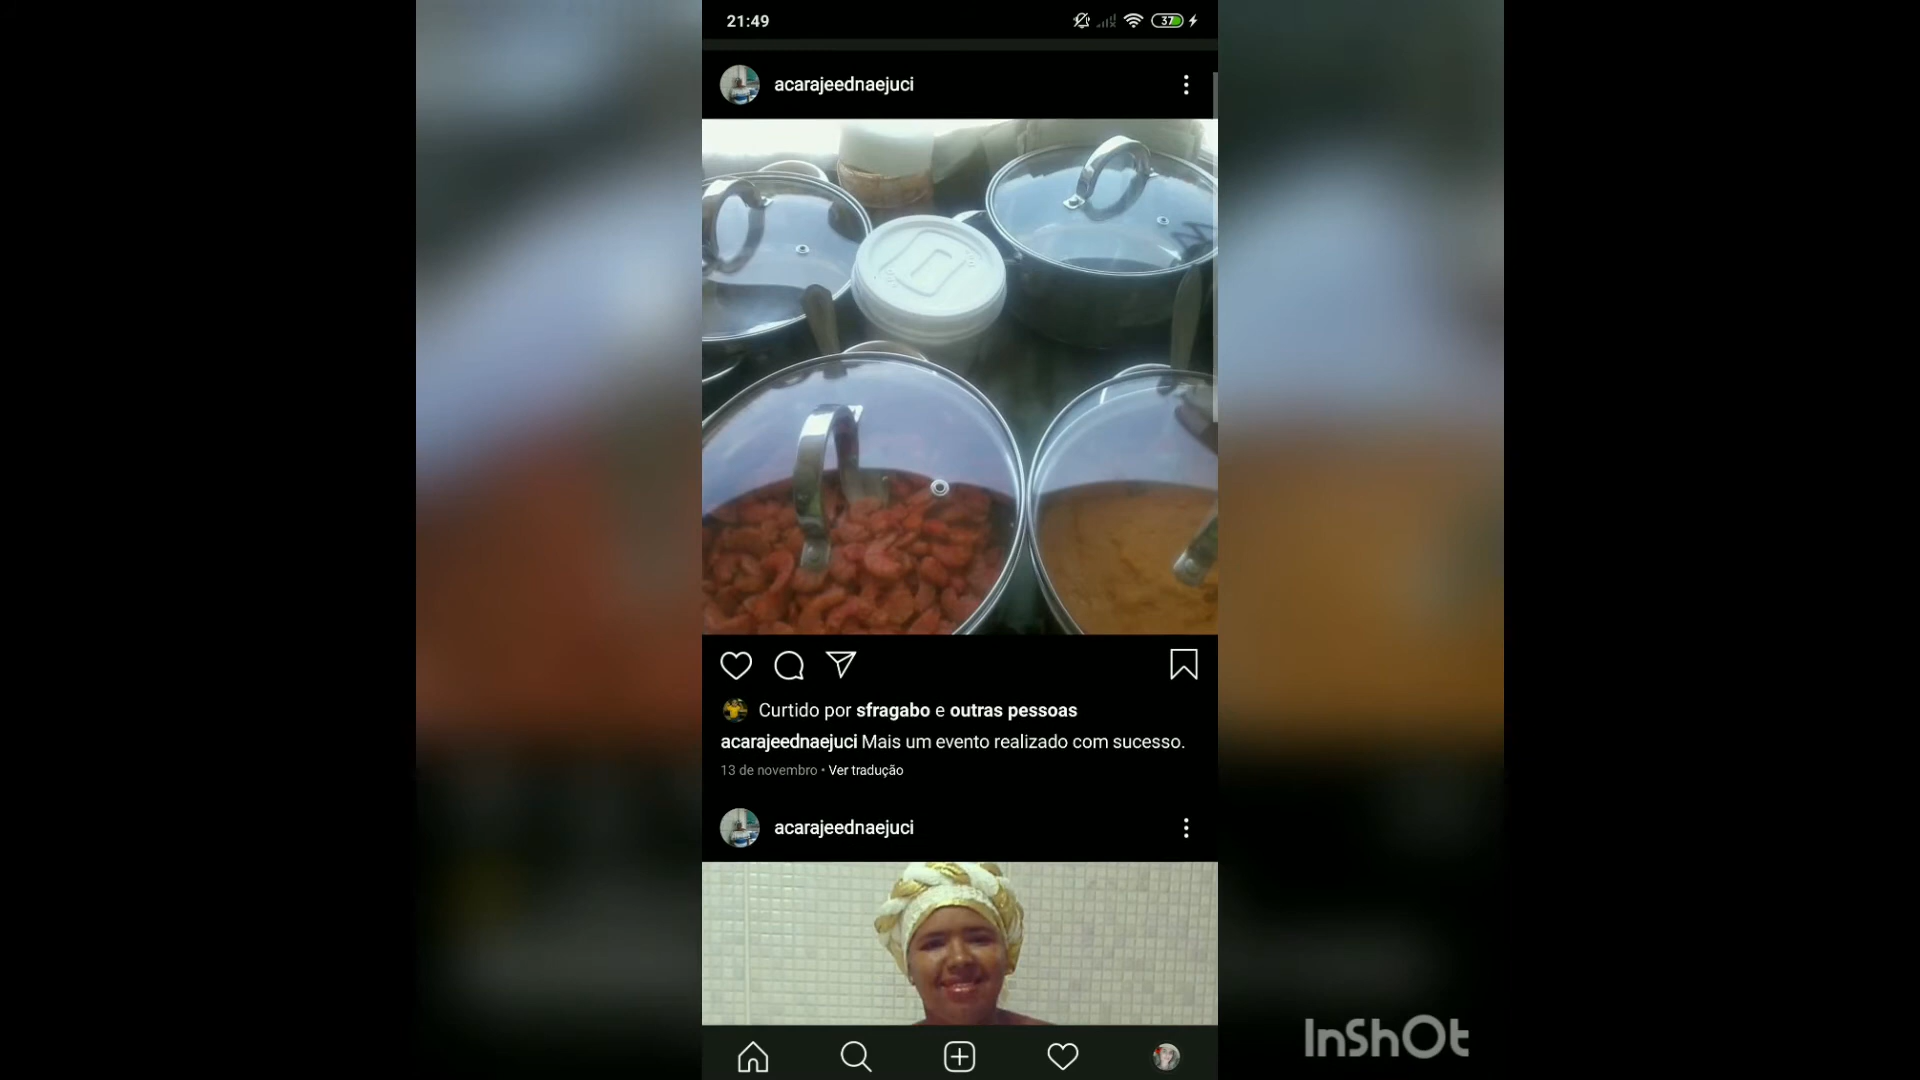 21:49
37
acarajeednaejuci
Curtido por sfragabo e outras pessoas
acarajeednaejuci Mais um evento realizado com sucesso.
13 de novembro • Ver tradução
acarajeednaejuci
InShOt